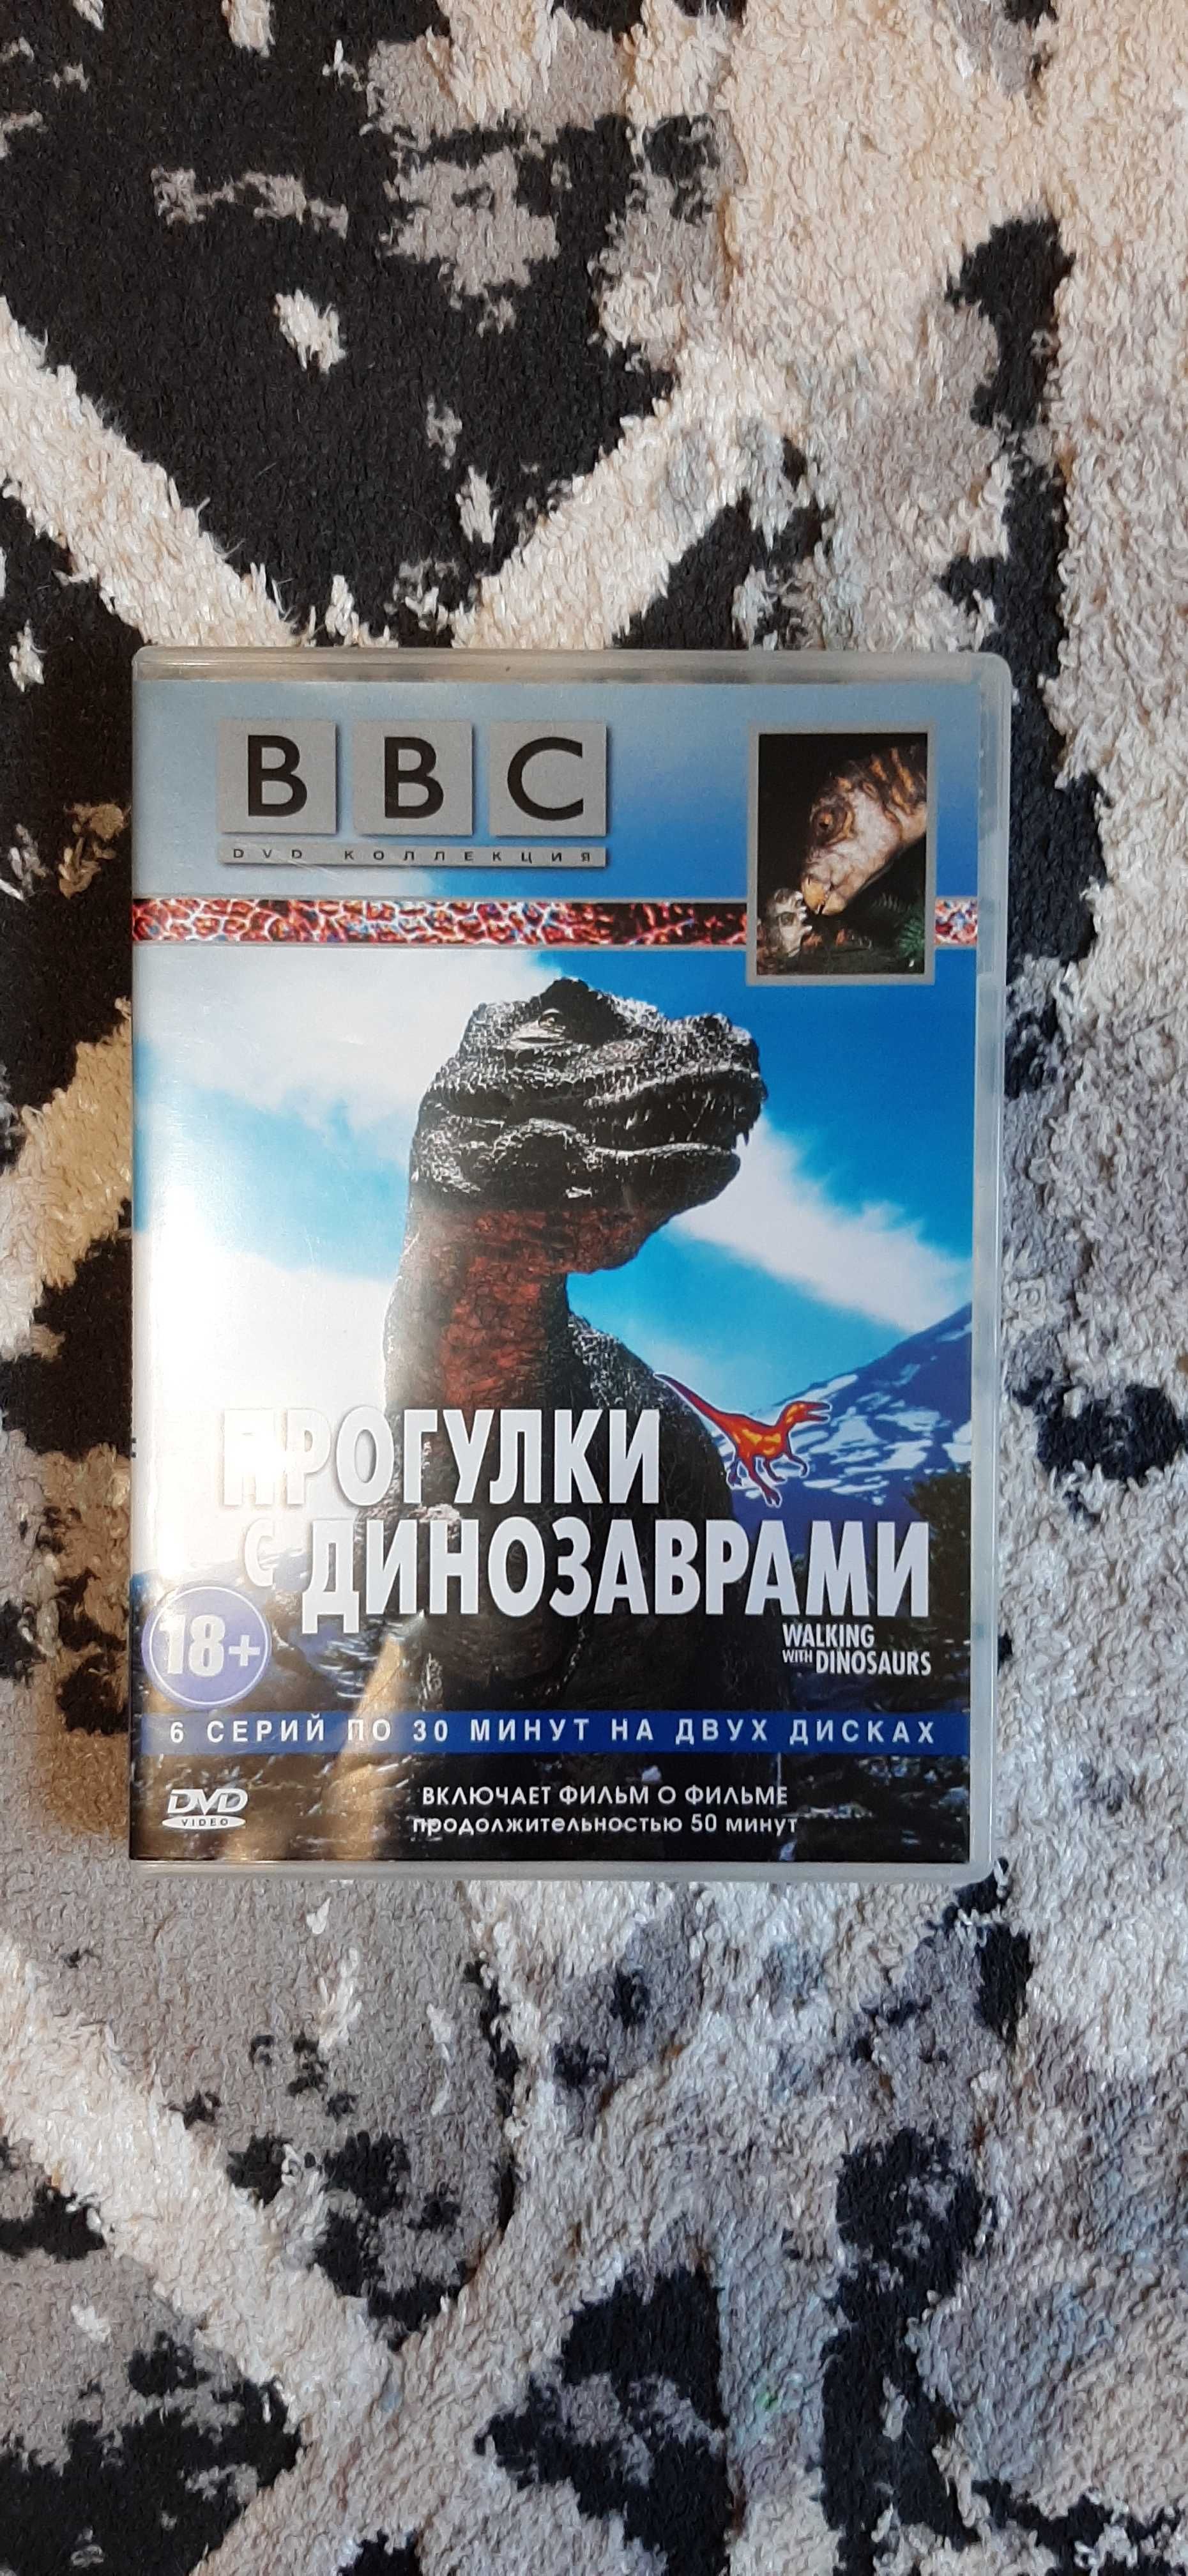 BBC
DVD КОЛЛЕКЦИЯ
ПРОГУЛКИ
С ДИНОЗАВРАМИ
WALKING
WITH DINOSAURS
18+
6 СЕРИЙ ПО 30 МИНУТ НА ДВУХ ДИСКАХ
DVD
VIDEO
ВКЛЮЧАЕТ ФИЛЬМ О ФИЛЬМЕ
продолжительностью 50 минут